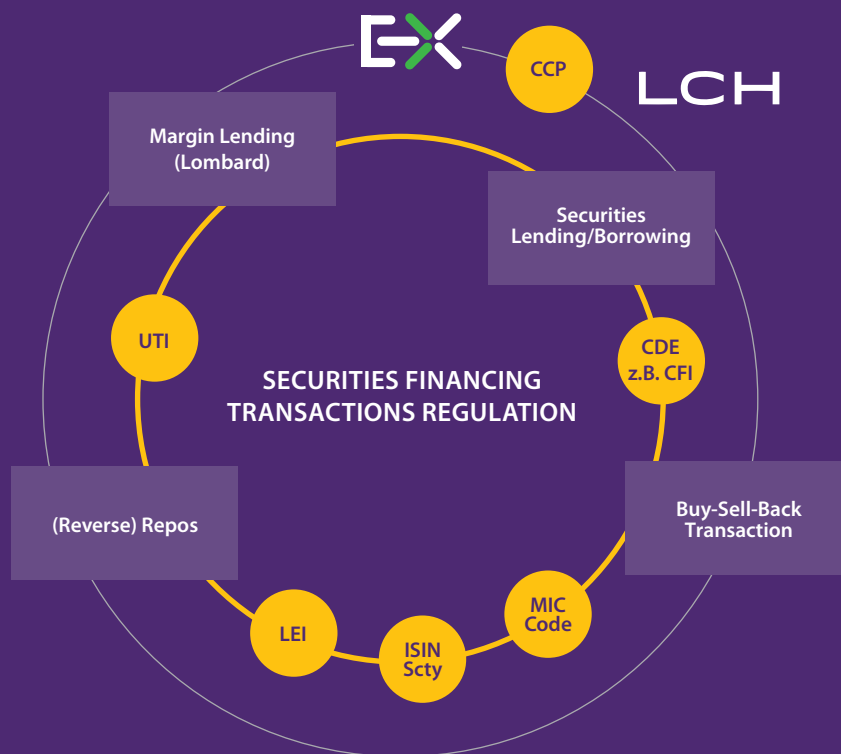 EX
CCP
LCH
Margin Lending
(Lombard)
Securities
Lending/Borrowing
UTI
CDE
z.B. CFI
SECURITIES FINANCING
TRANSACTIONS REGULATION
(Reverse) Repos
Buy-Sell-Back
Transaction
MIC
Code
LEI
ISIN
Scty